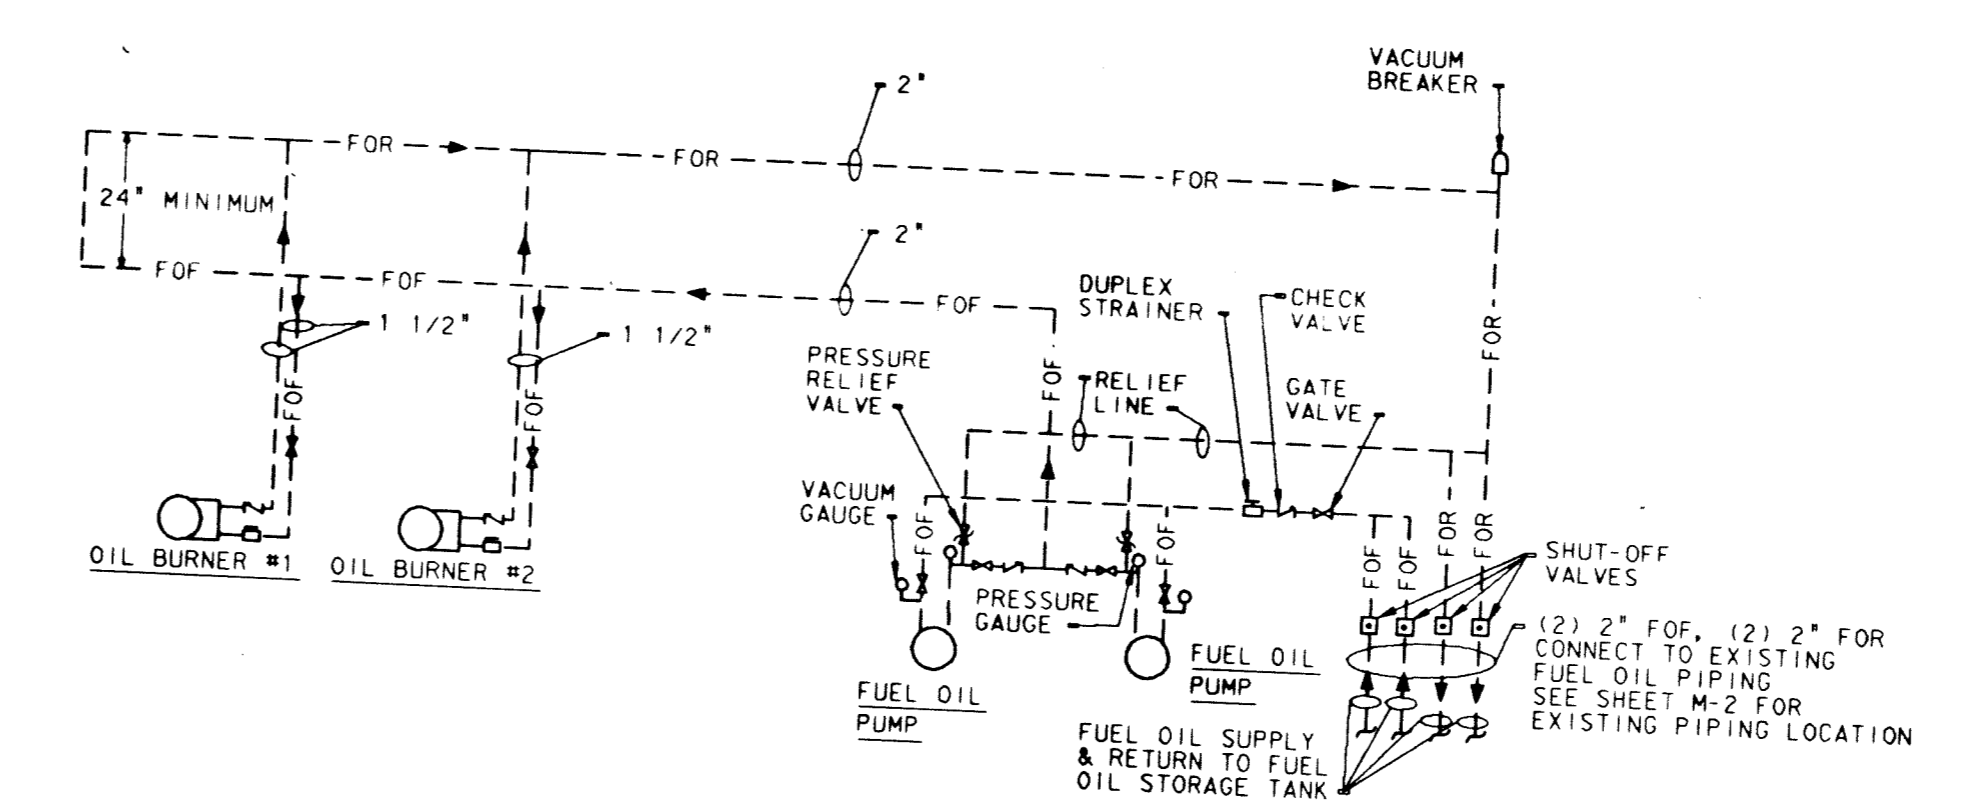 VACUUM
BREAKER
2"
FOR
FOR
FOR
24" MINIMUM
2"
FOF
FOF
FOF
DUPLEX
STRAINER
CHECK
VALVE
1 1/2"
1 1/2"
FOR
PRESSURE
RELIEF
VALVE
FOF
RELIEF
LINE
GATE
VALVE
FOF
FOF
VACUUM
GAUGE
FOF
FOF
FOF
FOF
FOR
FOR
OIL BURNER #1
OIL BURNER #2
SHUT-OFF
VALVES
PRESSURE
GAUGE
(2) 2" FOF, (2) 2" FOR
CONNECT TO EXISTING
FUEL OIL PIPING
SEE SHEET M-2 FOR
EXISTING PIPING LOCATION
FUEL OIL
PUMP
FUEL OIL
PUMP
FUEL OIL SUPPLY
& RETURN TO FUEL
OIL STORAGE TANK